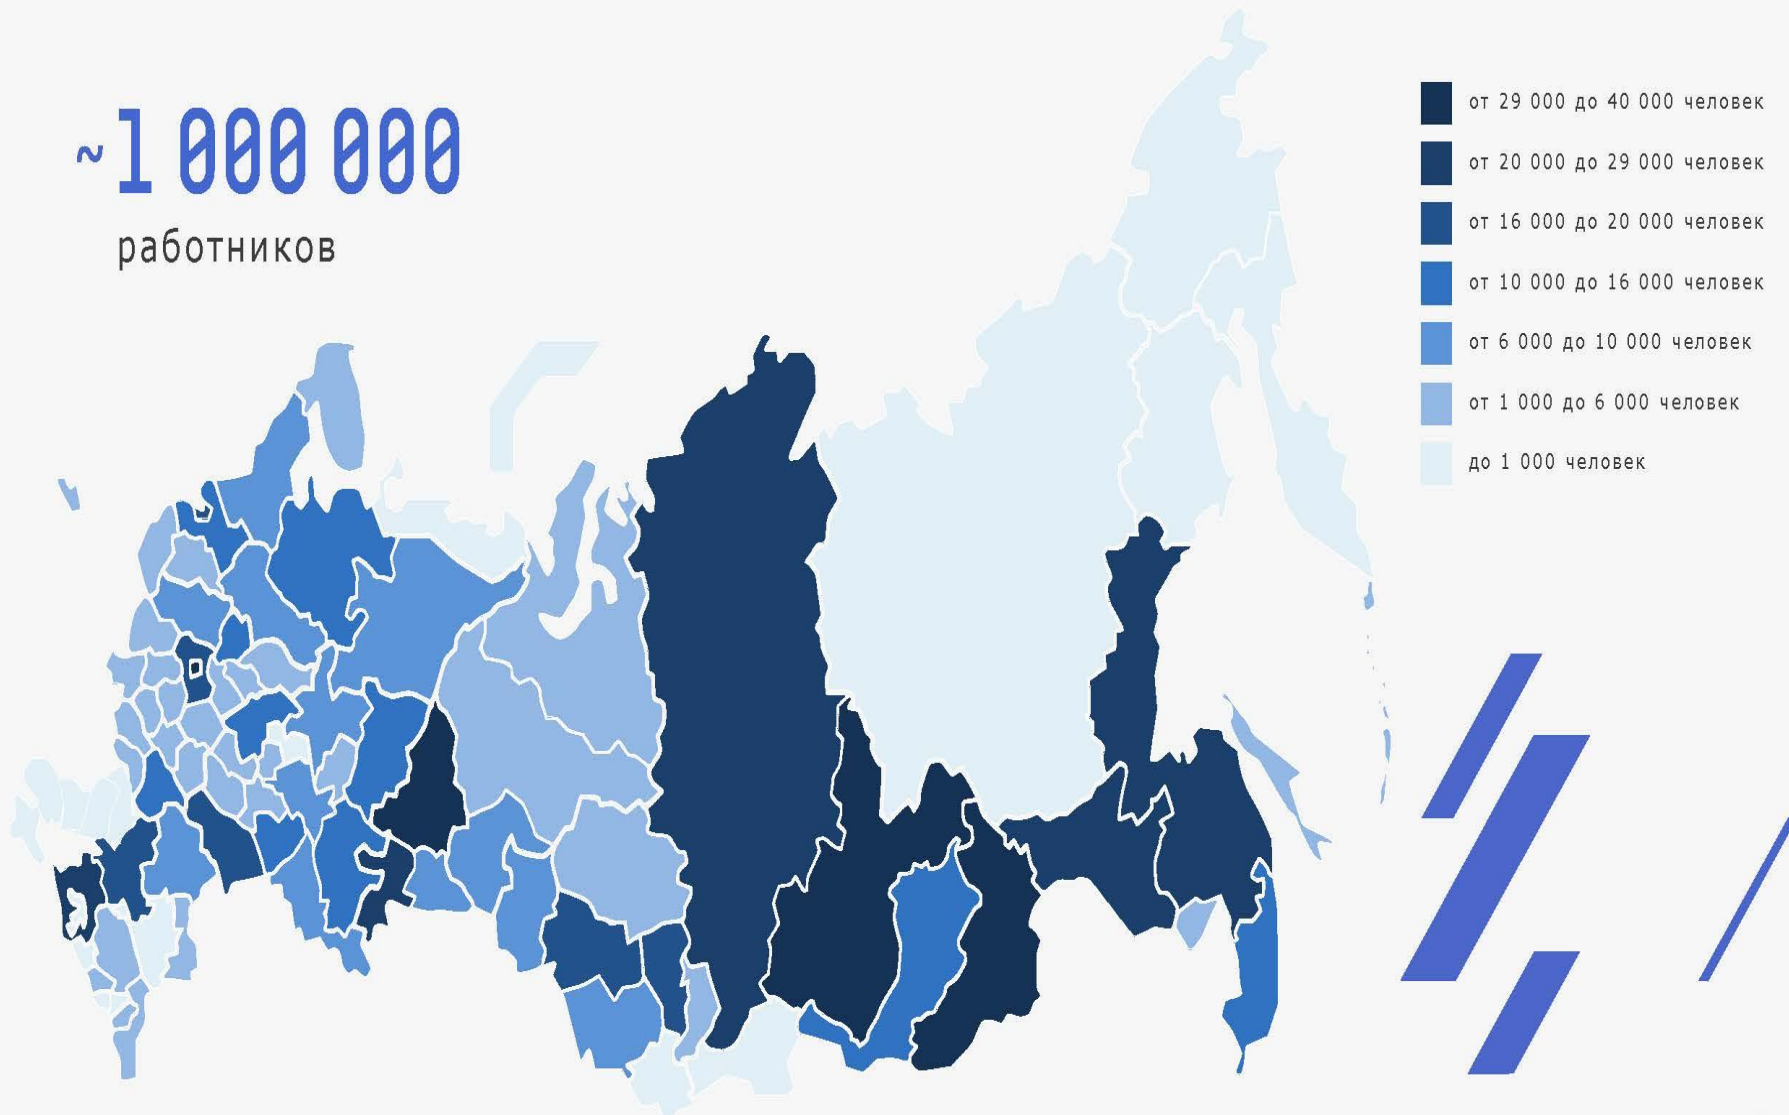 ~1 000 000
работников
от 29 000 до 40 000 человек
от 20 000 до 29 000 человек
от 16 000 до 20 000 человек
от 10 000 до 16 000 человек
от 6 000 до 10 000 человек
от 1 000 до 6 000 человек
до 1 000 человек